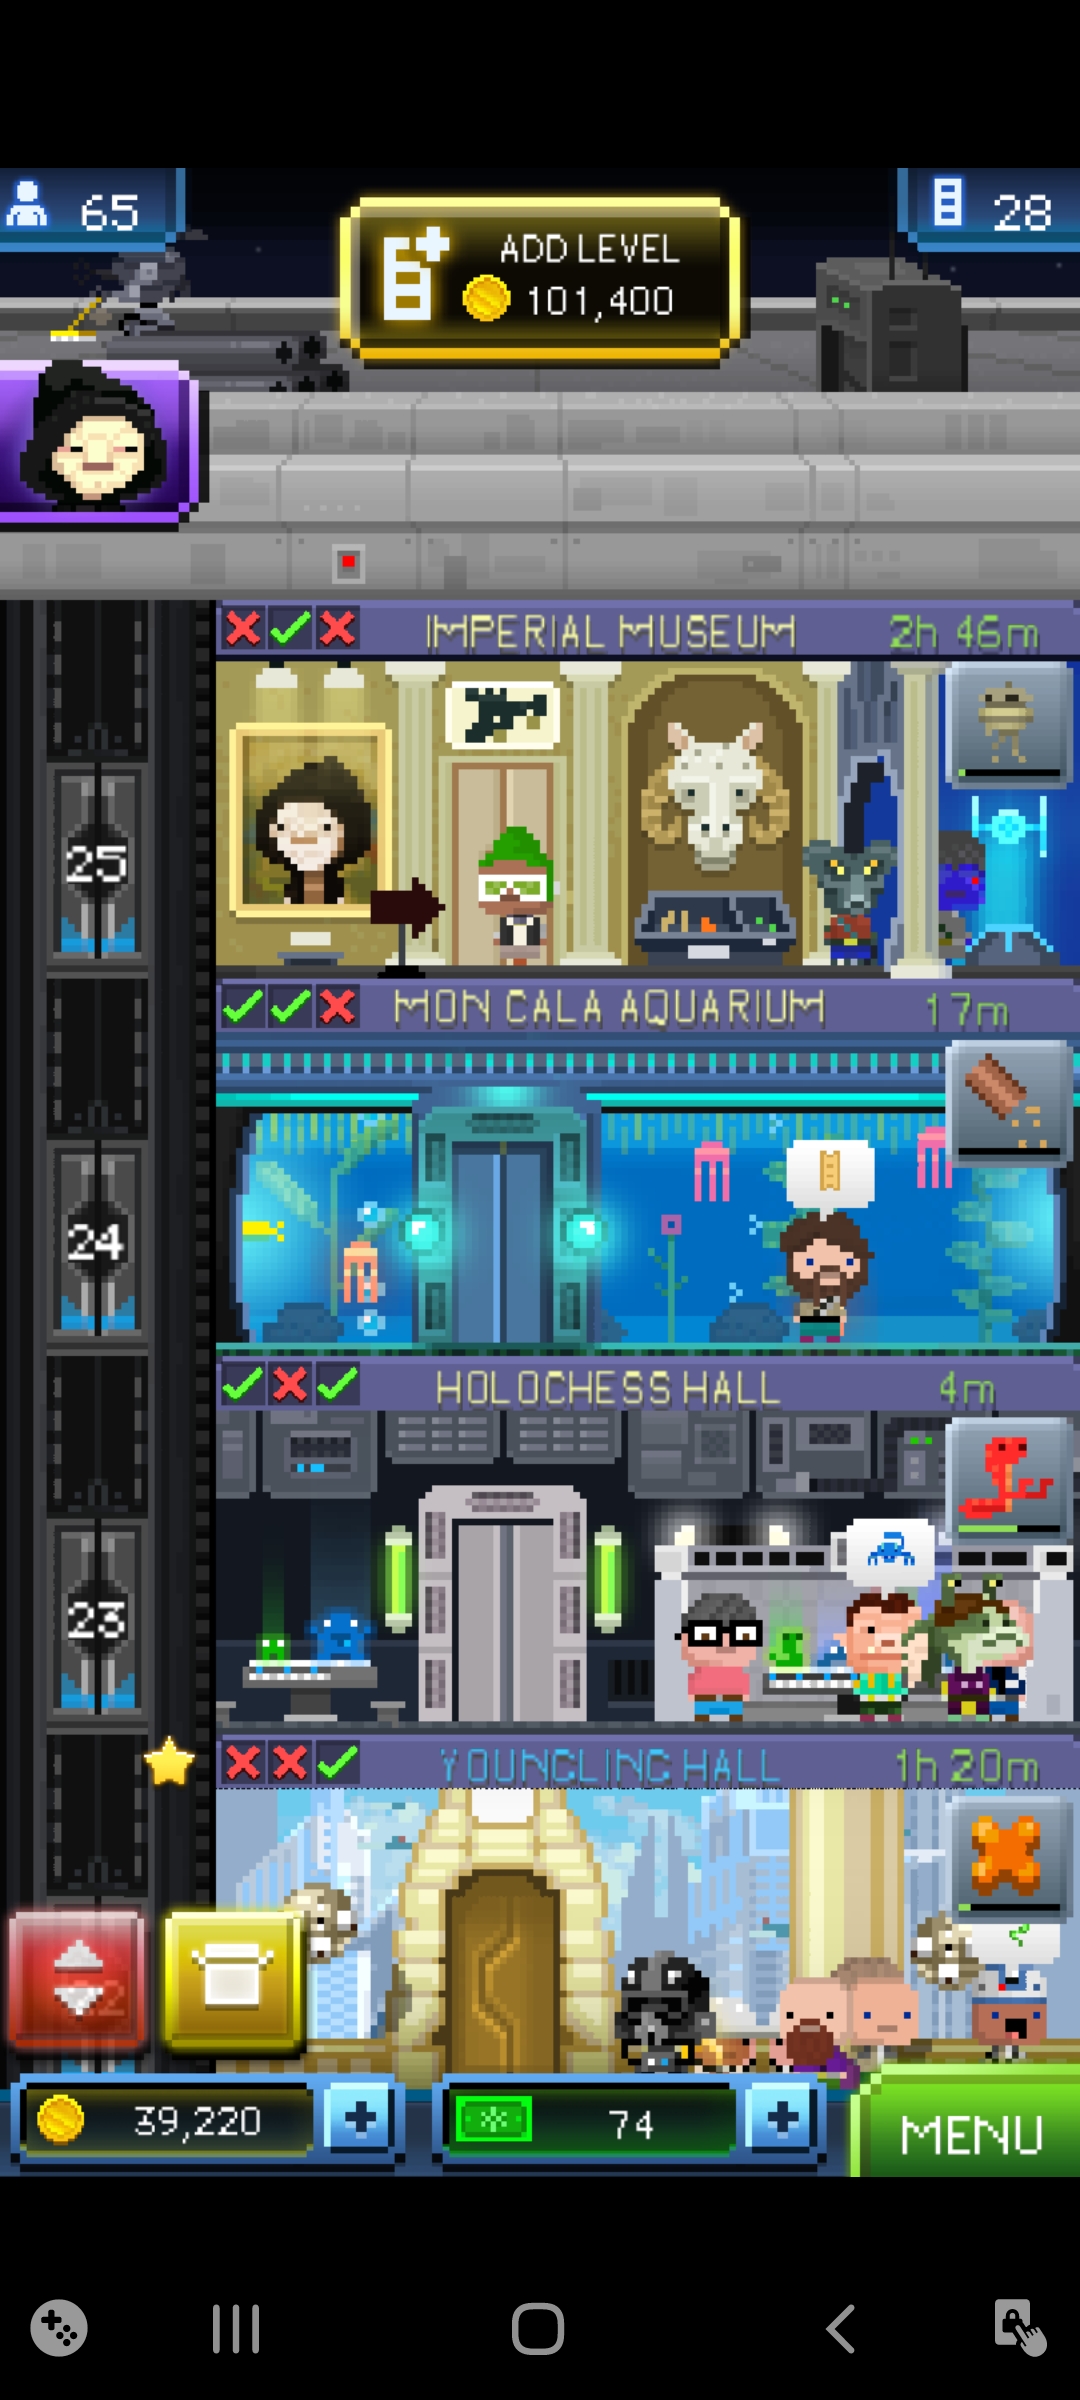 65
ADD LEVEL
101,400
28
IMPERIAL MUSEUM 2h 46m
25
MON CALA AQUARIUM 17m
24
HOLOCHESS HALL 4m
23
YOUNGLING HALL 1h 20m
39,220
74
MENU